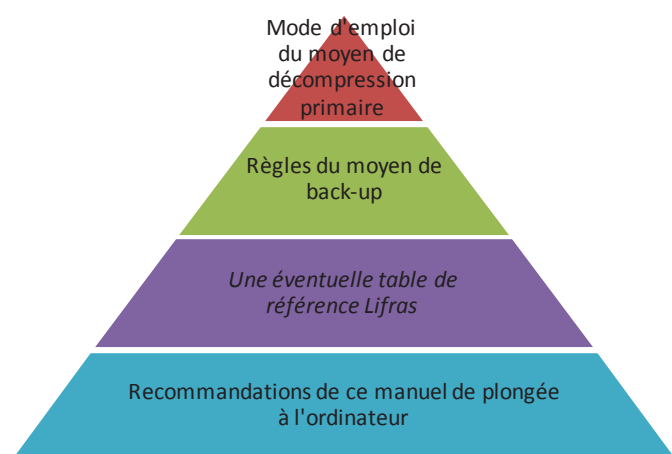 Mode d'emploi
du moyen de
décompression
primaire
Règles du moyen de
back-up
Une éventuelle table de
référence Lifras
Recommandations de ce manuel de plongée
à l'ordinateur